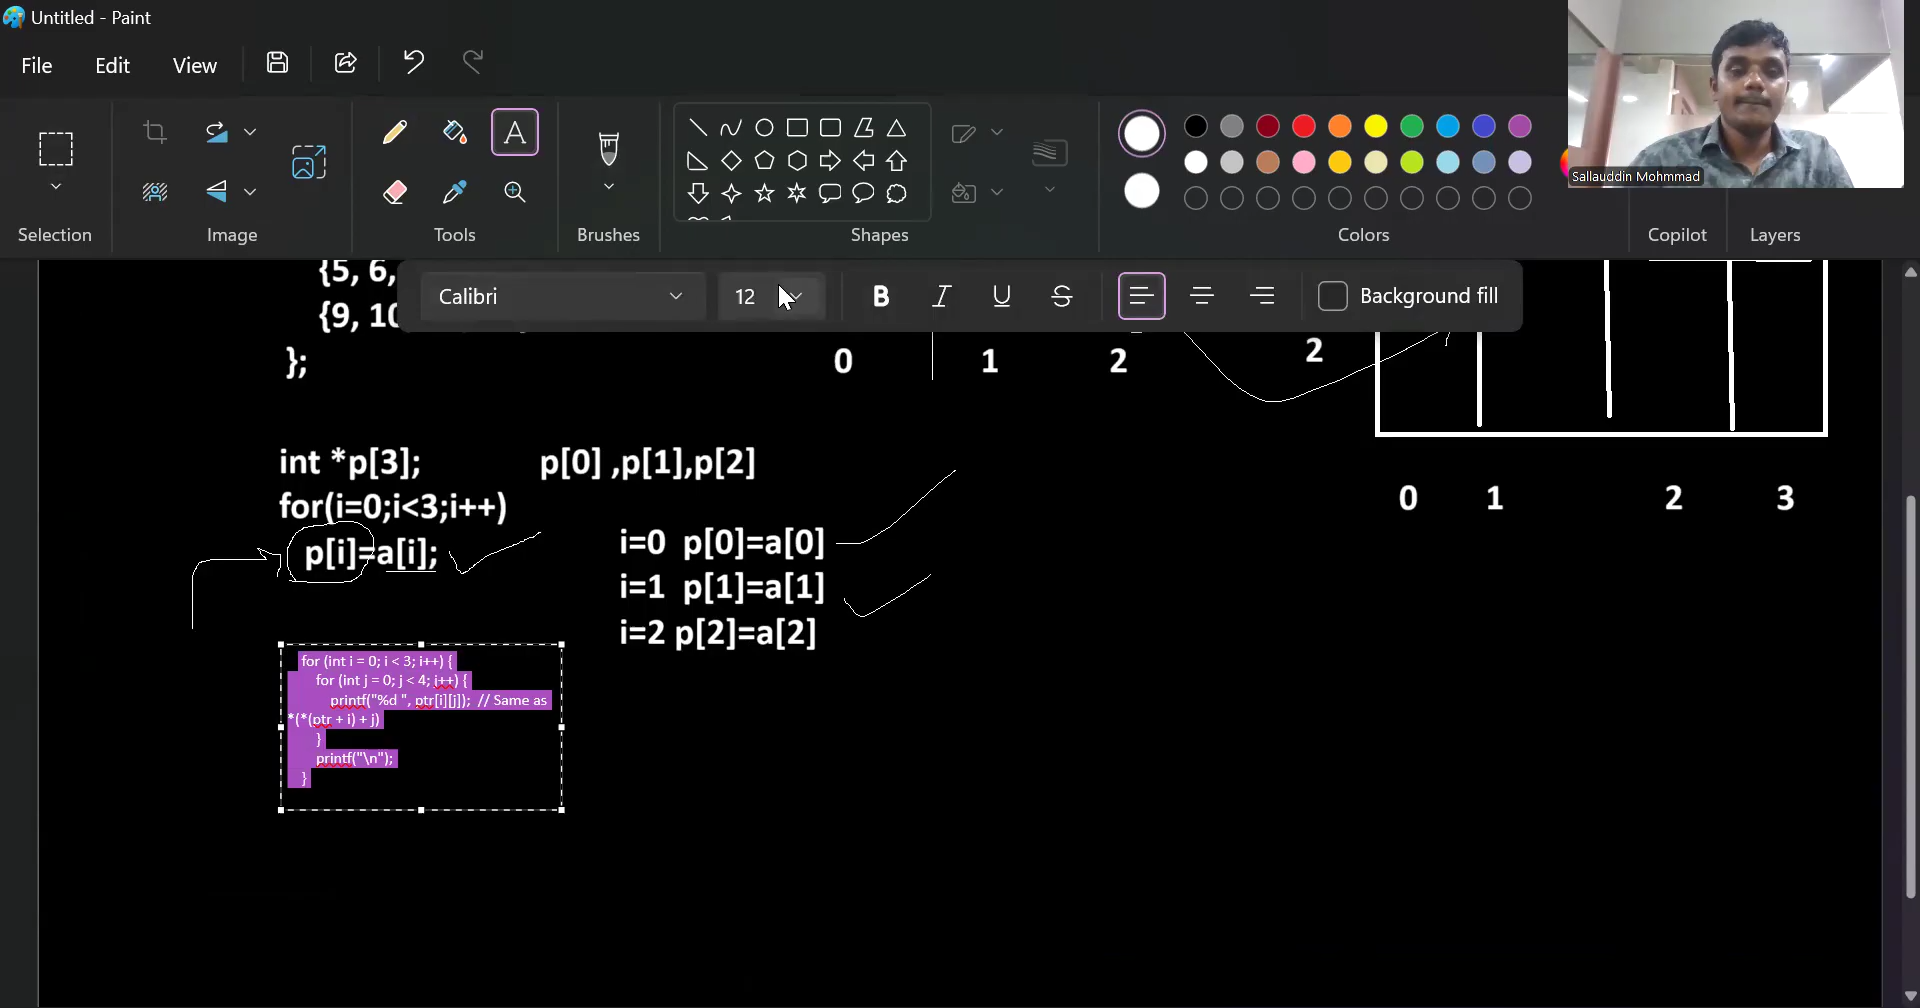 Untitled - Paint
File Edit View
Selection Image Tools Brushes Shapes Colors Copilot Layers
Sallauddin Mohmmad
Calibri 12 B I U S Background fill
{5, 6,
{9, 10
};
0 1 2 2
int *p[3]; p[0] ,p[1],p[2]
for(i=0;i<3;i++)
p[i]=a[i];
i=0 p[0]=a[0]
i=1 p[1]=a[1]
i=2 p[2]=a[2]
0 1 2 3
for (int i = 0; i < 3; i++) {
for (int j = 0; j < 4; j++) {
printf("%d ", ptr[i][j]); // Same as
*(*(ptr + i) + j)
}
printf("\n");
}